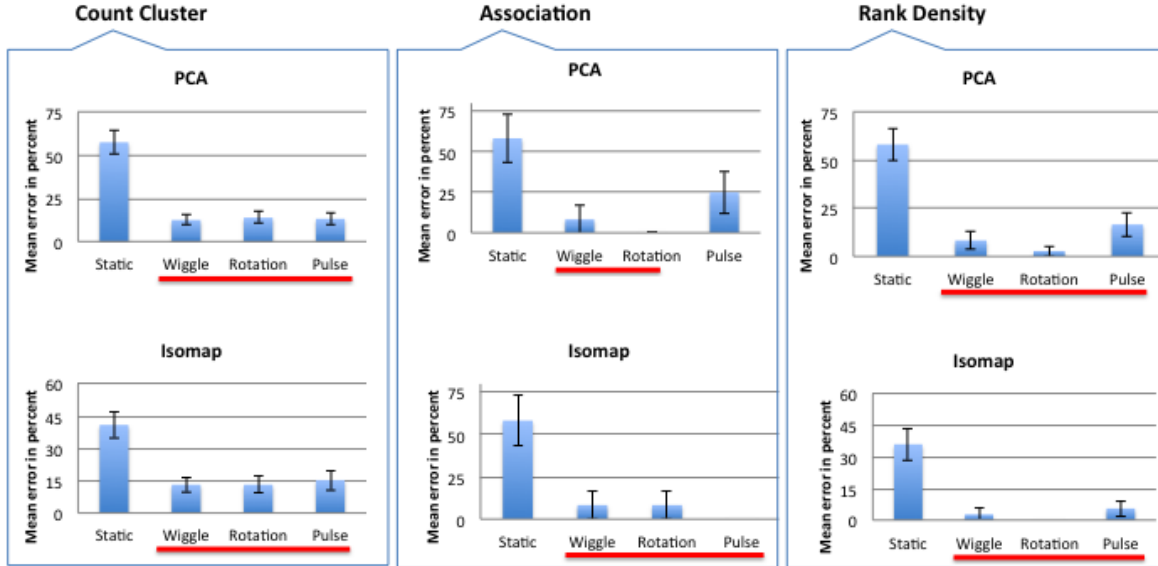 Count Cluster
PCA
Mean error in percent
75
50
25
0
Static Wiggle Rotation Pulse
Isomap
Mean error in percent
60
45
30
15
0
Static Wiggle Rotation Pulse
Association
PCA
Mean error in percent
75
50
25
0
Static Wiggle Rotation Pulse
Isomap
Mean error in percent
75
50
25
0
Static Wiggle Rotation Pulse
Rank Density
PCA
Mean error in percent
75
50
25
0
Static Wiggle Rotation Pulse
Isomap
Mean error in percent
60
45
30
15
0
Static Wiggle Rotation Pulse